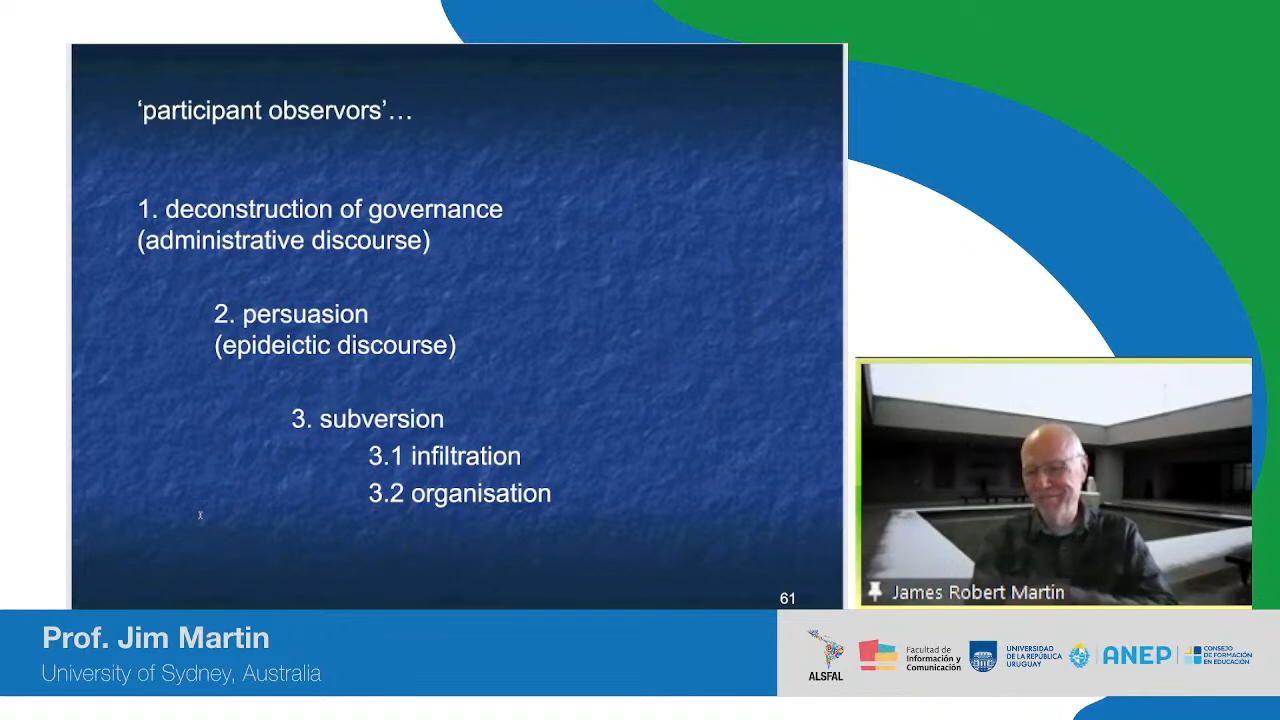 ‘participant observors’…
1. deconstruction of governance
(administrative discourse)
2. persuasion
(epideictic discourse)
3. subversion
3.1 infiltration
3.2 organisation
61
James Robert Martin
Prof. Jim Martin
University of Sydney, Australia
ALSFAL
Facultad de
Información y
Comunicación
UNIVERSIDAD
DE LA REPÚBLICA
URUGUAY
ANEP
CONSEJO
DE FORMACIÓN
EN EDUCACIÓN